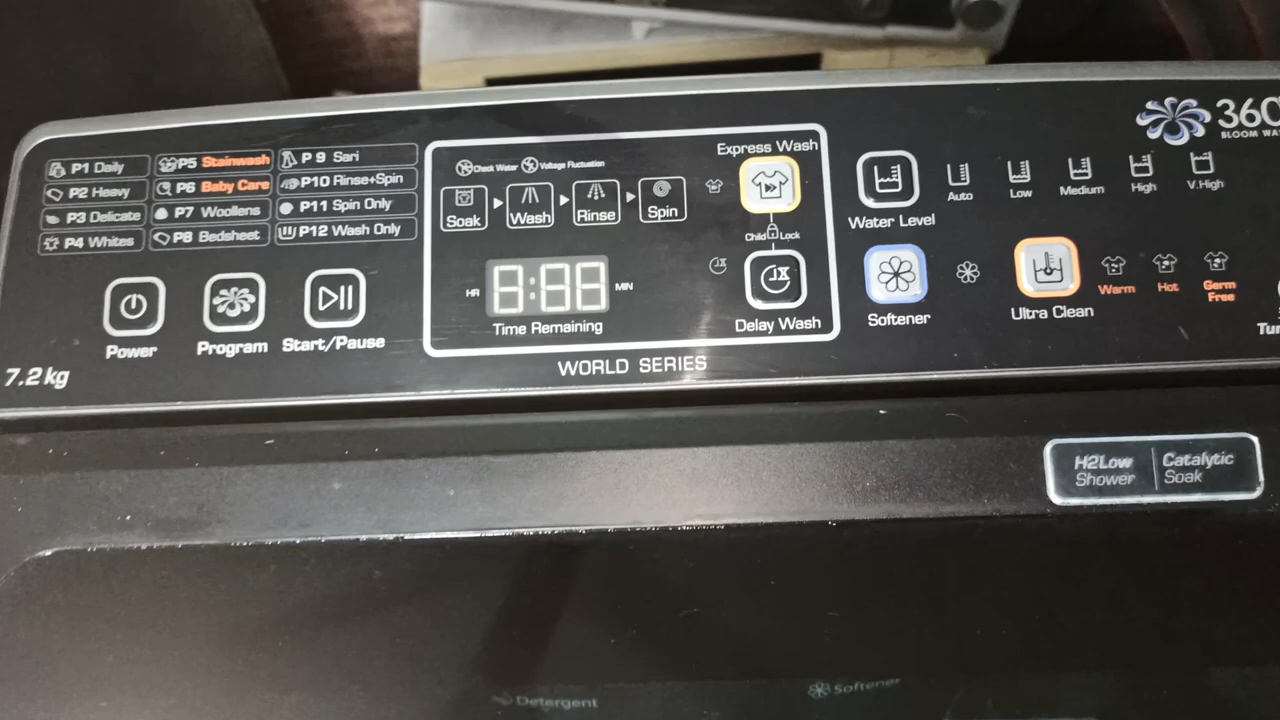 P1 Daily
P2 Heavy
P3 Delicate
P4 Whites
P5 Stainwash
P6 Baby Care
P7 Woollens
P8 Bedsheet
P 9 Sari
P10 Rinse+Spin
P11 Spin Only
P12 Wash Only
Power
Program
Start/Pause
7.2 kg
Check Water
Voltage Fluctuation
Soak
Wash
Rinse
Spin
HR
8:88
MIN
Time Remaining
Express Wash
Child Lock
Delay Wash
WORLD SERIES
Water Level
Auto
Low
Medium
High
V.High
Softener
Ultra Clean
Warm
Hot
Germ
Free
360
BLOOM
H2Low
Shower
Catalytic
Soak
Detergent
Softener